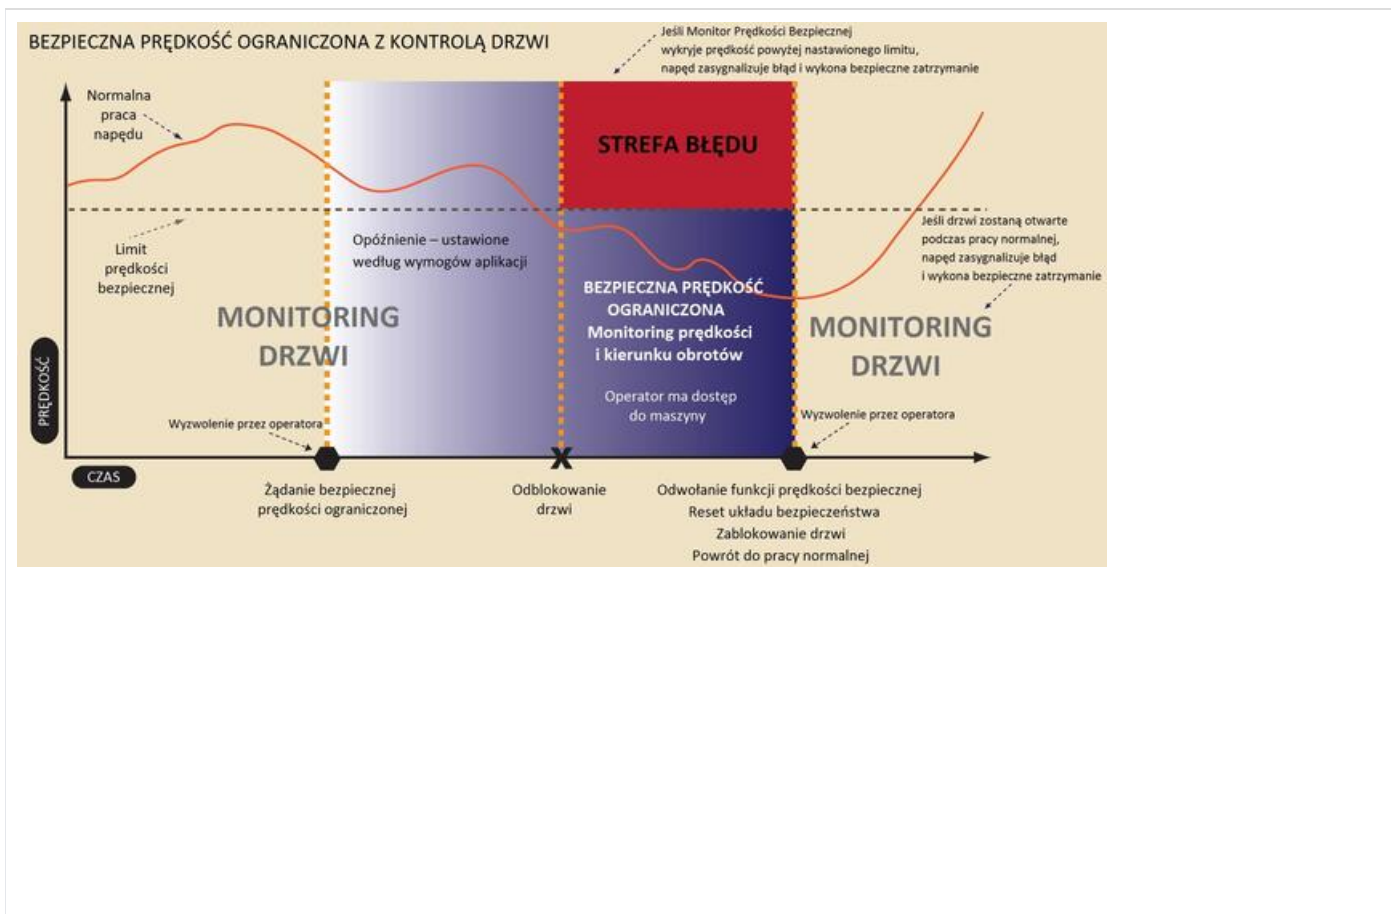 BEZPIECZNA PRĘDKOŚĆ OGRANICZONA Z KONTROLĄ DRZWI
Jeśli Monitor Prędkości Bezpiecznej
wykryje prędkość powyżej nastawionego limitu,
napęd zasygnalizuje błąd i wykona bezpieczne zatrzymanie
Normalna
praca
napędu
STREFA BŁĘDU
Limit
prędkości
bezpiecznej
Opóźnienie – ustawione
według wymogów aplikacji
Jeśli drzwi zostaną otwarte
podczas pracy normalnej,
napęd zasygnalizuje błąd
i wykona bezpieczne zatrzymanie
MONITORING
DRZWI
BEZPIECZNA PRĘDKOŚĆ
OGRANICZONA
Monitoring prędkości
i kierunku obrotów
Operator ma dostęp
do maszyny
MONITORING
DRZWI
PRĘDKOŚĆ
Wyzwolenie przez operatora
Wyzwolenie przez operatora
CZAS
Żądanie bezpiecznej
prędkości ograniczonej
Odblokowanie
drzwi
Odwołanie funkcji prędkości bezpiecznej
Reset układu bezpieczeństwa
Zablokowanie drzwi
Powrót do pracy normalnej